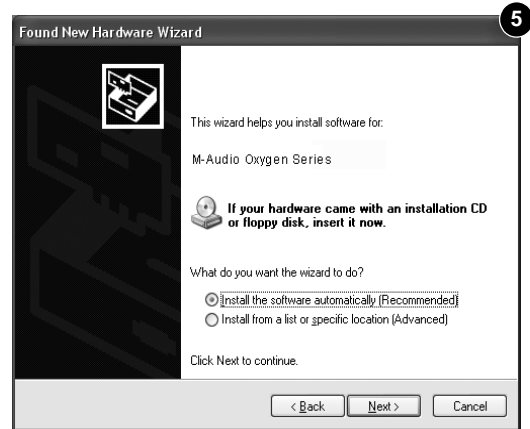 5
Found New Hardware Wizard
This wizard helps you install software for:
M-Audio Oxygen Series
If your hardware came with an installation CD
or floppy disk, insert it now.
What do you want the wizard to do?
Install the software automatically (Recommended)
Install from a list or specific location (Advanced)
Click Next to continue.
< Back Next > Cancel